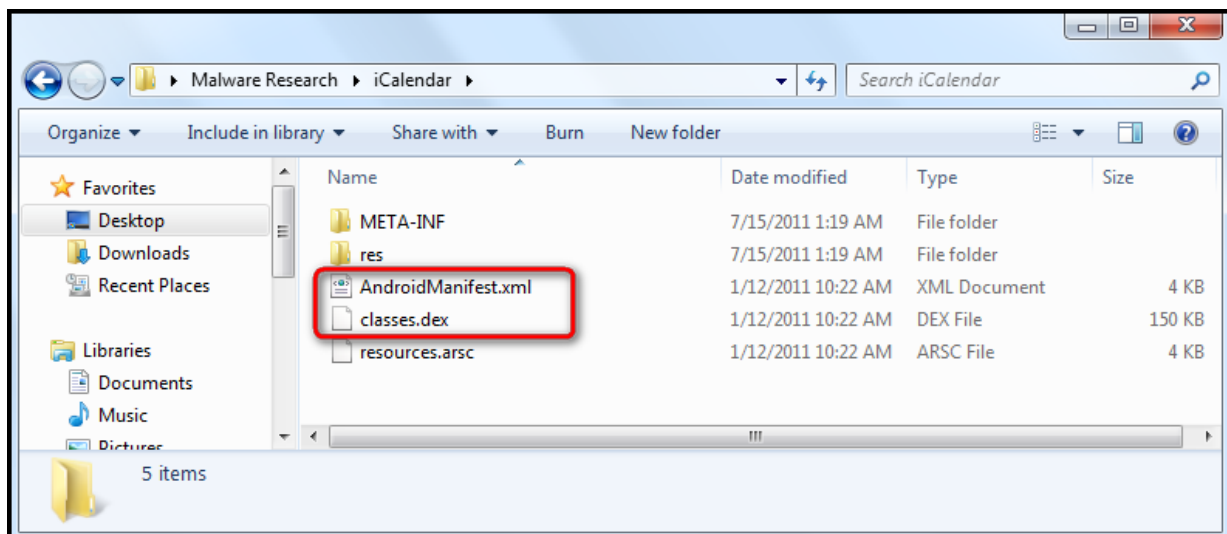 Malware Research ▸ iCalendar ▸
Search iCalendar
Organize Include in library Share with Burn New folder
Favorites
Desktop
Downloads
Recent Places
Libraries
Documents
Music
Pictures
Name Date modified Type Size
META-INF 7/15/2011 1:19 AM File folder
res 7/15/2011 1:19 AM File folder
AndroidManifest.xml 1/12/2011 10:22 AM XML Document 4 KB
classes.dex 1/12/2011 10:22 AM DEX File 150 KB
resources.arsc 1/12/2011 10:22 AM ARSC File 4 KB
5 items